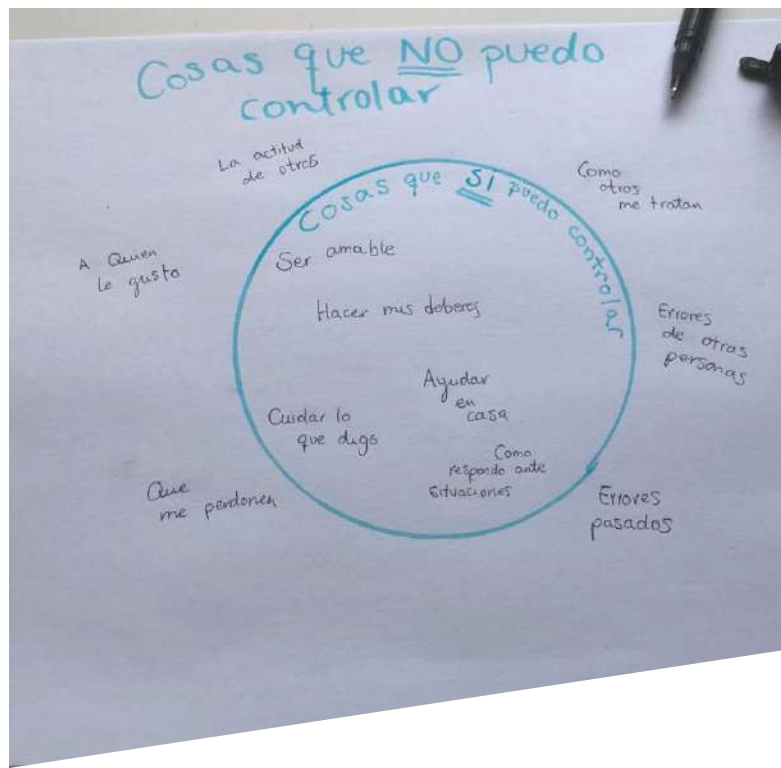 Cosas que NO puedo
controlar
La actitud
de otros
Como
otros
me tratan
A Quien
le gusto
Errores
de otras
personas
Que
me perdonen
Errores
pasados
Cosas que SI puedo controlar
Ser amable
Hacer mis deberes
Ayudar
en
casa
Cuidar lo
que digo
Como
respondo ante
situaciones